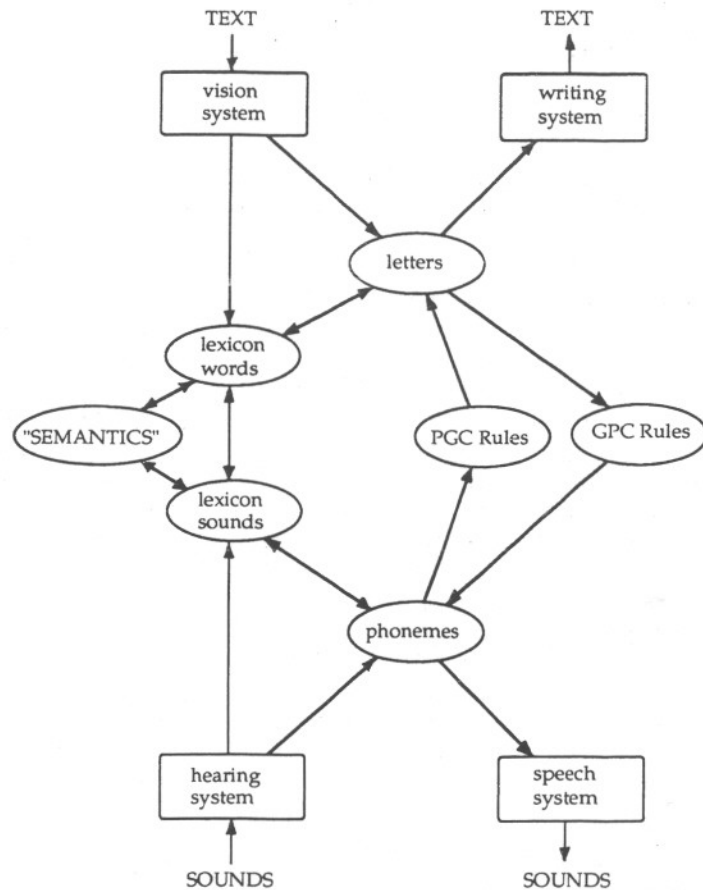 TEXT
TEXT
vision
system
writing
system
letters
lexicon
words
"SEMANTICS"
PGC Rules
GPC Rules
lexicon
sounds
phonemes
hearing
system
speech
system
SOUNDS
SOUNDS